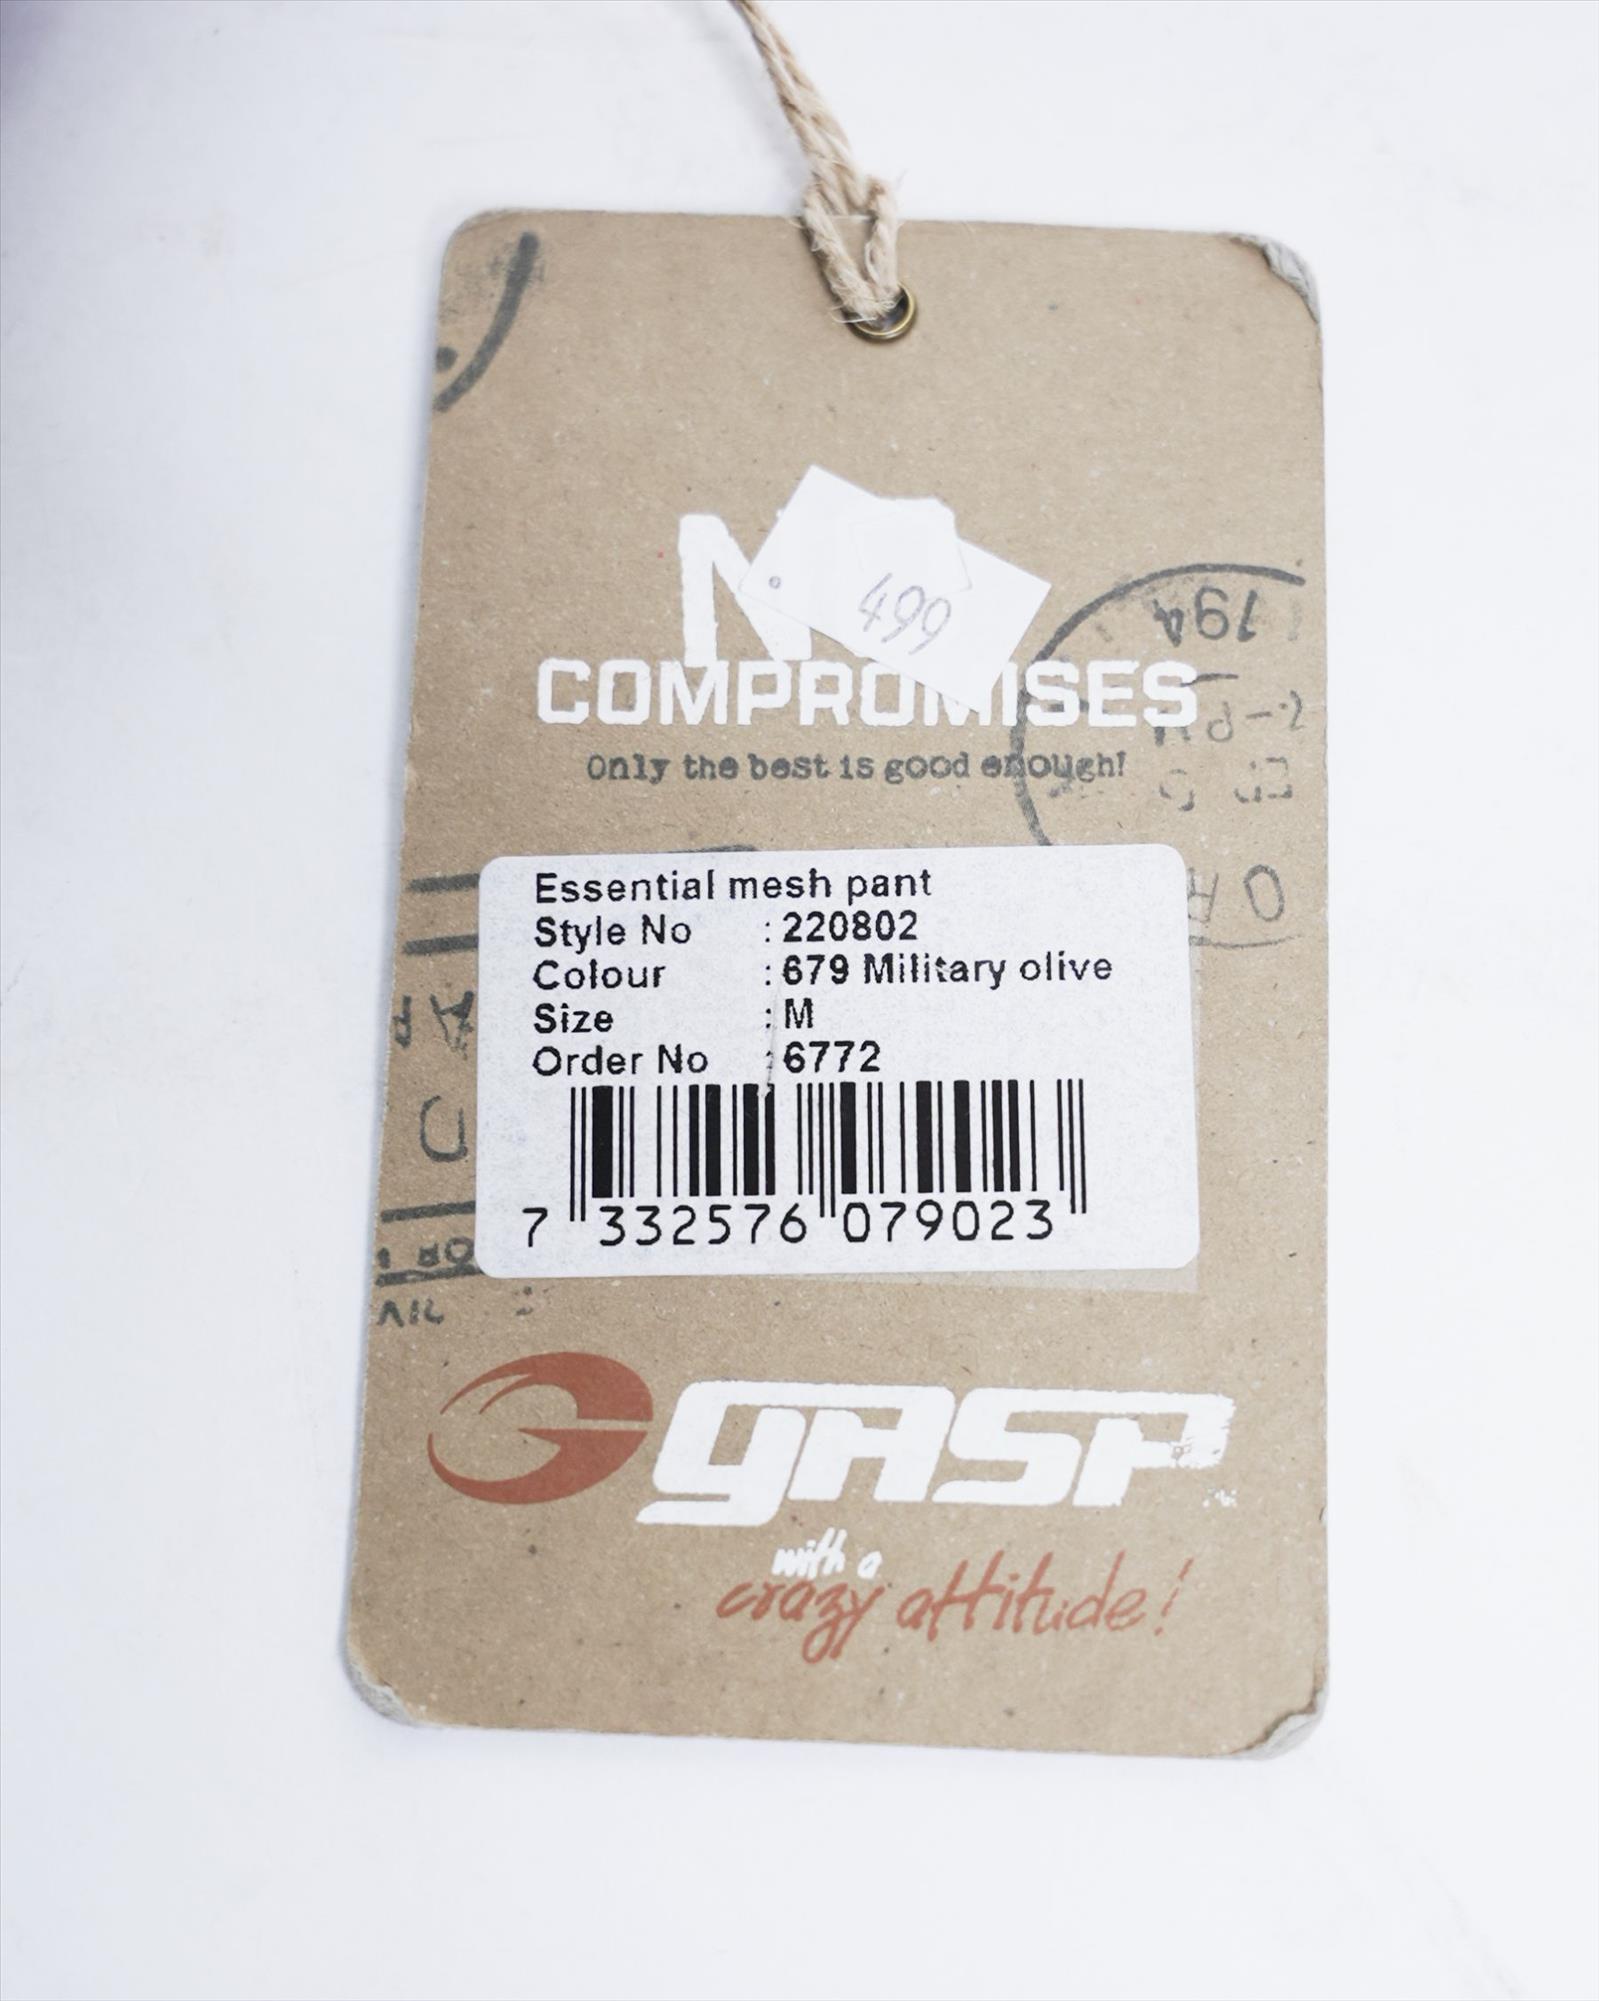 499
COMPROMISES
Only the best is good enough!
Essential mesh pant
Style No : 220802
Colour : 679 Military olive
Size : M
Order No : 6772
7 332576 079023
gASP
with a
crazy attitude!